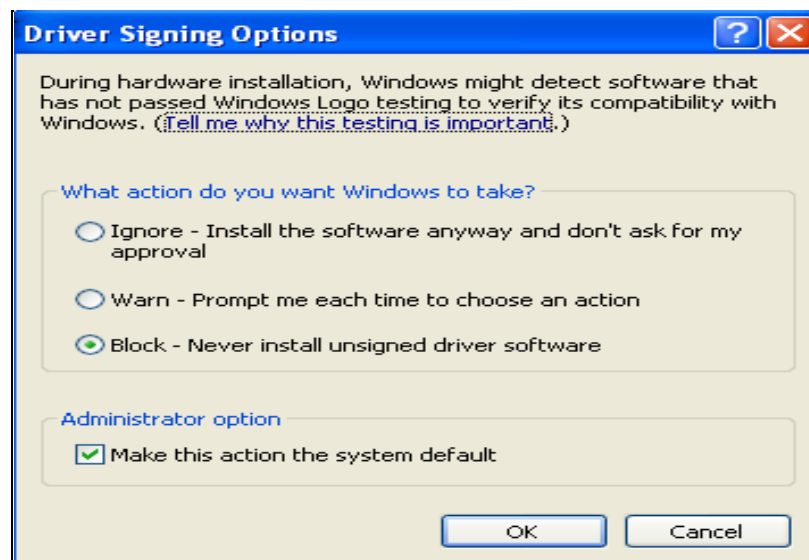 Driver Signing Options
During hardware installation, Windows might detect software that
has not passed Windows Logo testing to verify its compatibility with
Windows. (Tell me why this testing is important.)
What action do you want Windows to take?
Ignore - Install the software anyway and don't ask for my
approval
Warn - Prompt me each time to choose an action
Block - Never install unsigned driver software
Administrator option
Make this action the system default
OK Cancel